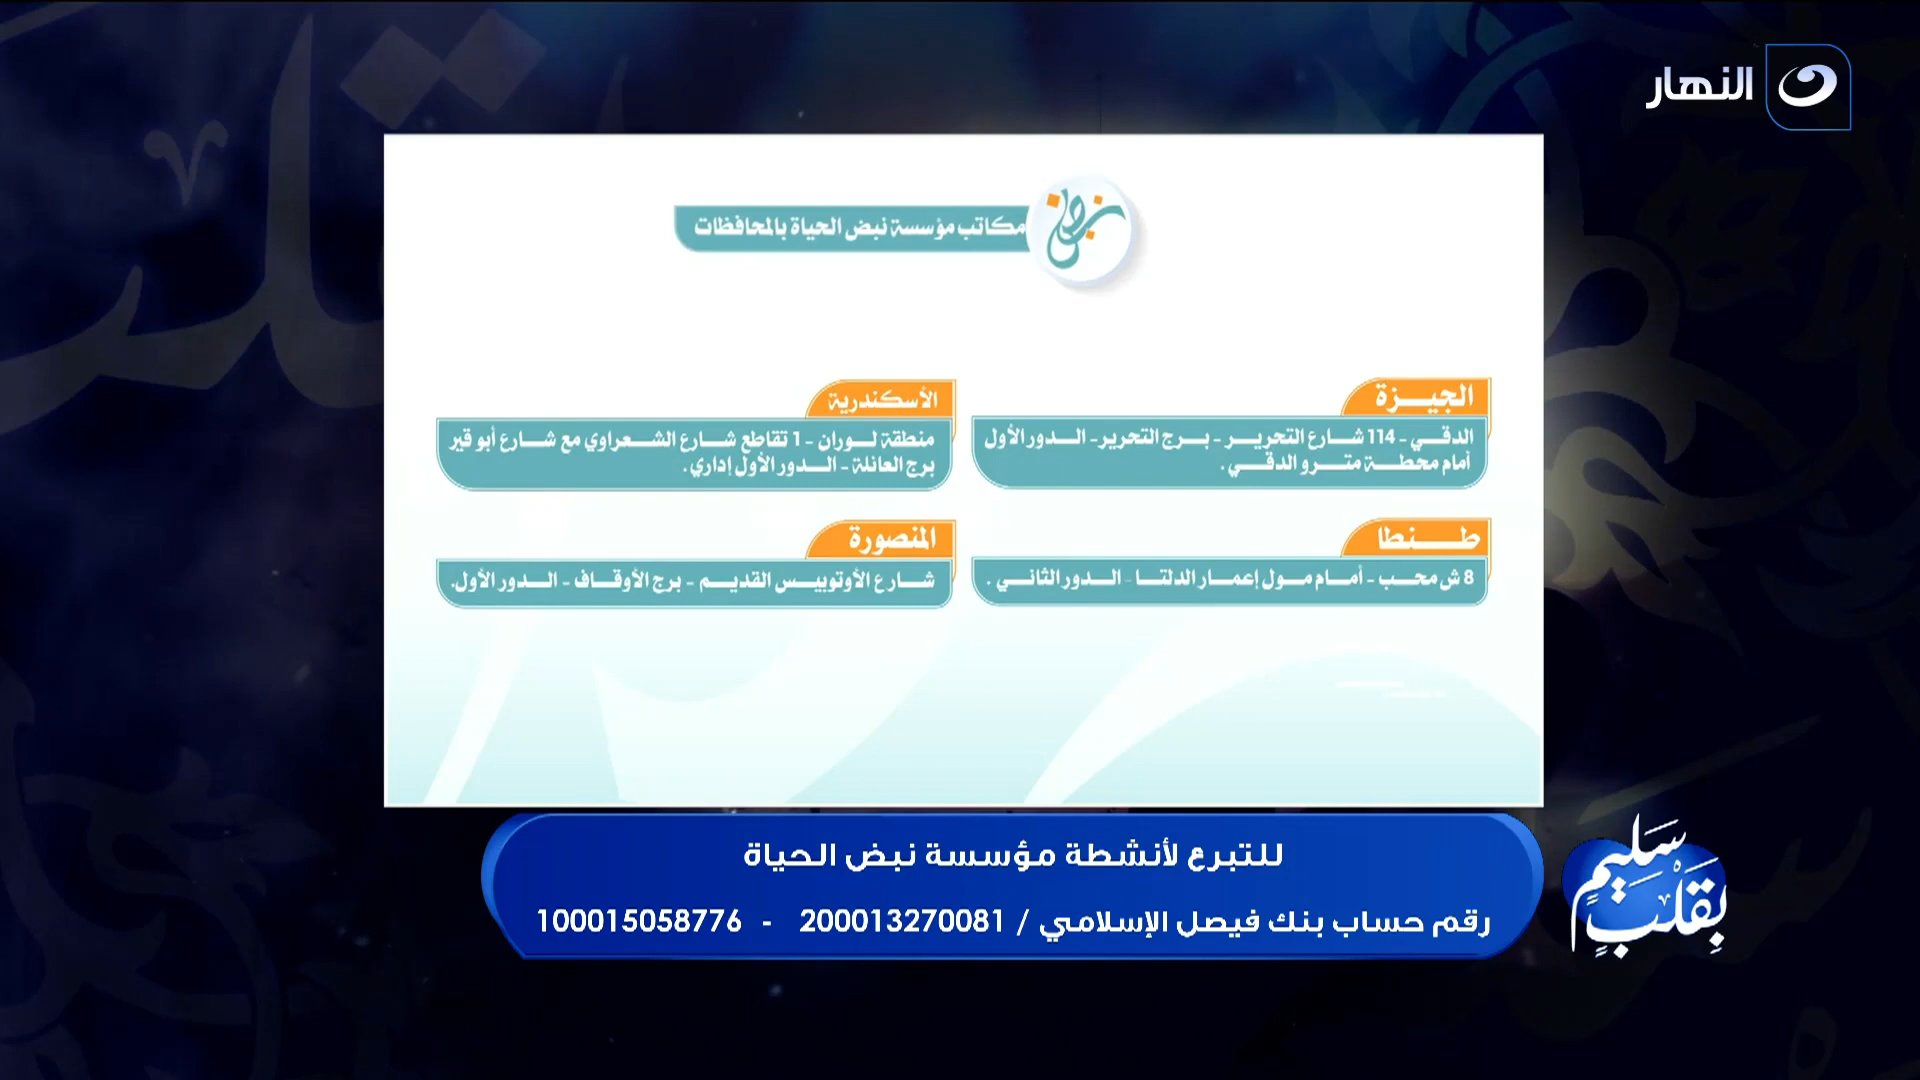 النهار
مكاتب مؤسسة نبض الحياة بالمحافظات
نبض
الجيزة
الدقي - 114 شارع التحرير - برج التحرير - الدور الأول
أمام محطة مترو الدقي .
الأسكندرية
منطقة لوران - 1 تقاطع شارع الشعراوي مع شارع أبو قير
برج العائلة - الدور الأول إداري .
طنطا
8 ش محب - أمام مول إعمار الدلتا - الدور الثاني .
المنصورة
شارع الأوتوبيس القديم - برج الأوقاف - الدور الأول.
للتبرع لأنشطة مؤسسة نبض الحياة
رقم حساب بنك فيصل الإسلامي / 200013270081 - 100015058776
بِقَلْبٍ سَلِيمٍ